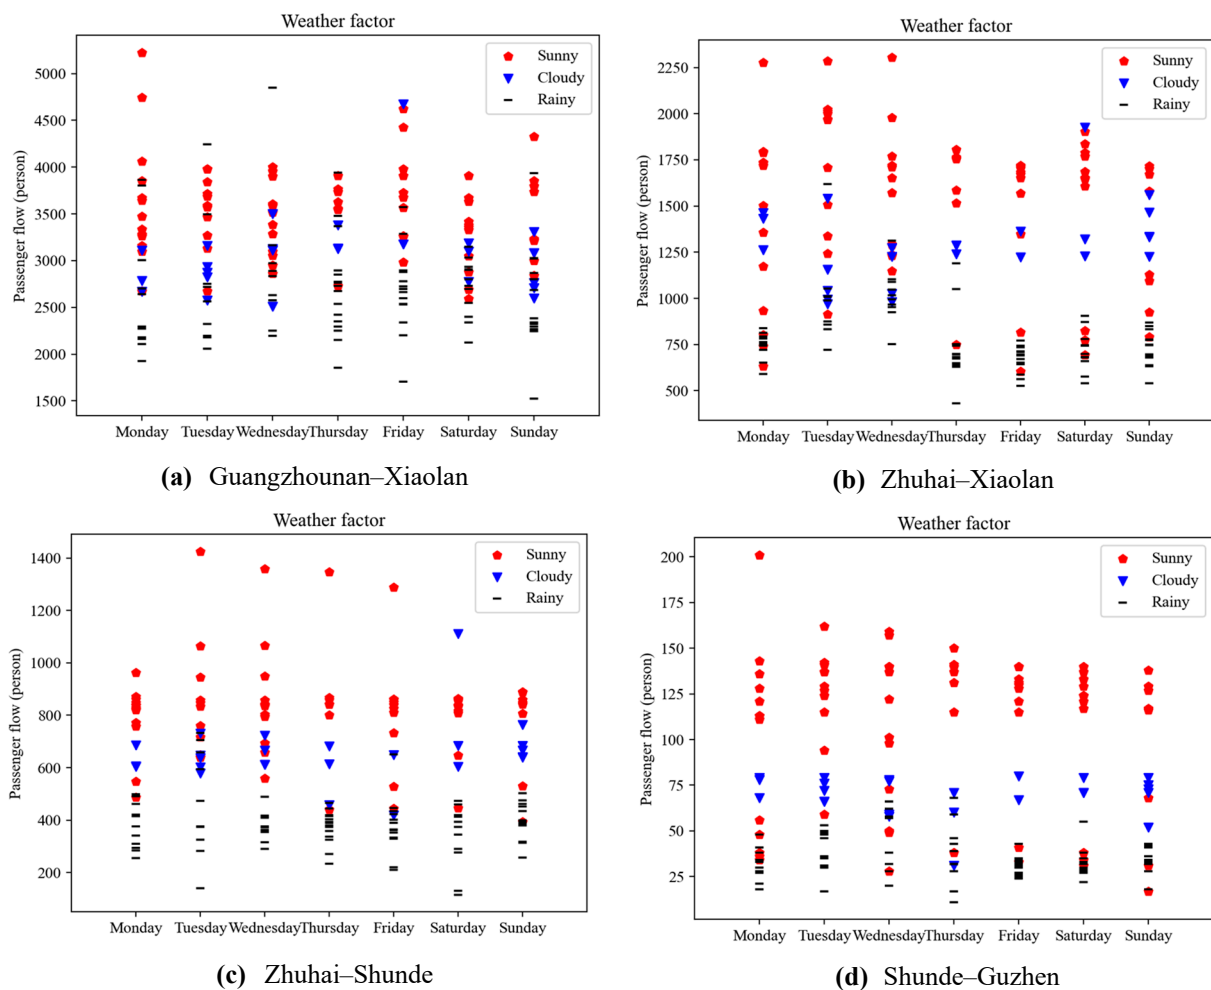 Weather factor
Passenger flow (person)
5000
4500
4000
3500
3000
2500
2000
1500
Sunny
Cloudy
Rainy
Monday Tuesday Wednesday Thursday Friday Saturday Sunday
(a) Guangzhounan–Xiaolan
Weather factor
Passenger flow (person)
2250
2000
1750
1500
1250
1000
750
500
Sunny
Cloudy
Rainy
Monday Tuesday Wednesday Thursday Friday Saturday Sunday
(b) Zhuhai–Xiaolan
Weather factor
Passenger flow (person)
1400
1200
1000
800
600
400
200
Sunny
Cloudy
Rainy
Monday Tuesday Wednesday Thursday Friday Saturday Sunday
(c) Zhuhai–Shunde
Weather factor
Passenger flow (person)
200
175
150
125
100
75
50
25
Sunny
Cloudy
Rainy
Monday Tuesday Wednesday Thursday Friday Saturday Sunday
(d) Shunde–Guzhen